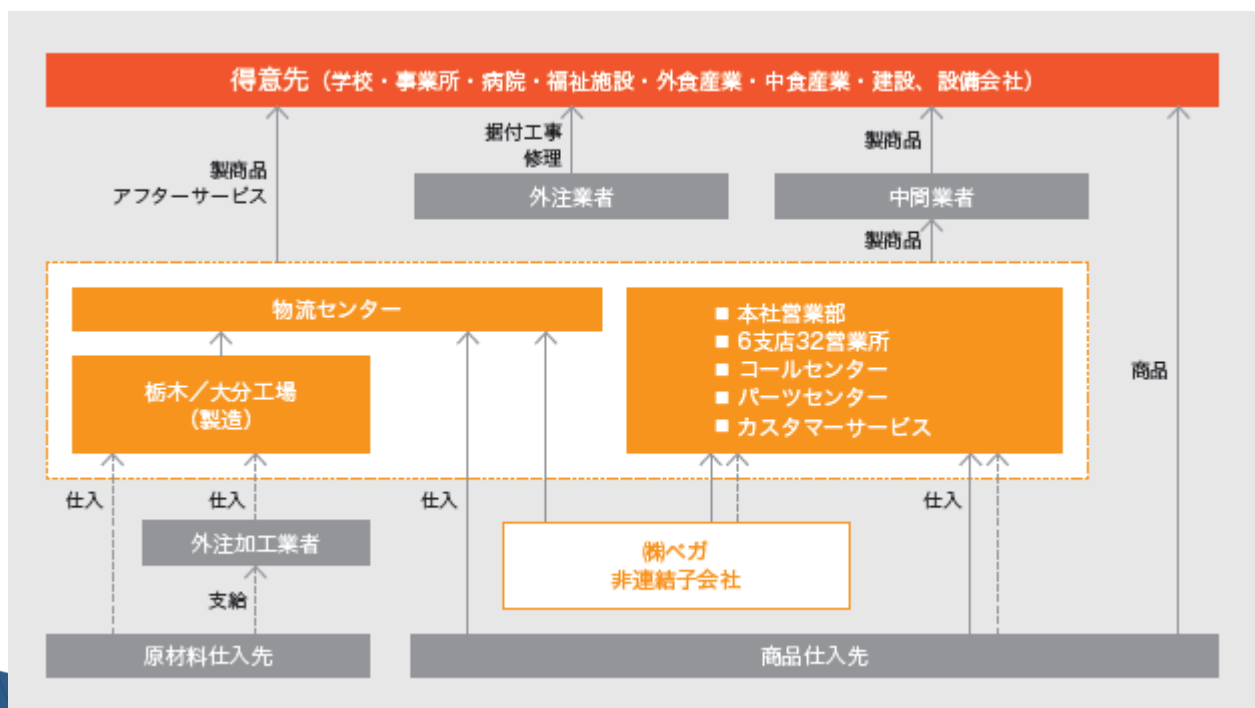 得意先（学校・事業所・病院・福祉施設・外食産業・中食産業・建設、設備会社）
製商品
アフターサービス
据付工事
修理
製商品
外注業者
中間業者
製商品
物流センター
栃木／大分工場
（製造）
■ 本社営業部
■ 6支店32営業所
■ コールセンター
■ パーツセンター
■ カスタマーサービス
商品
仕入
仕入
仕入
仕入
外注加工業者
支給
㈱ベガ
非連結子会社
原材料仕入先
商品仕入先